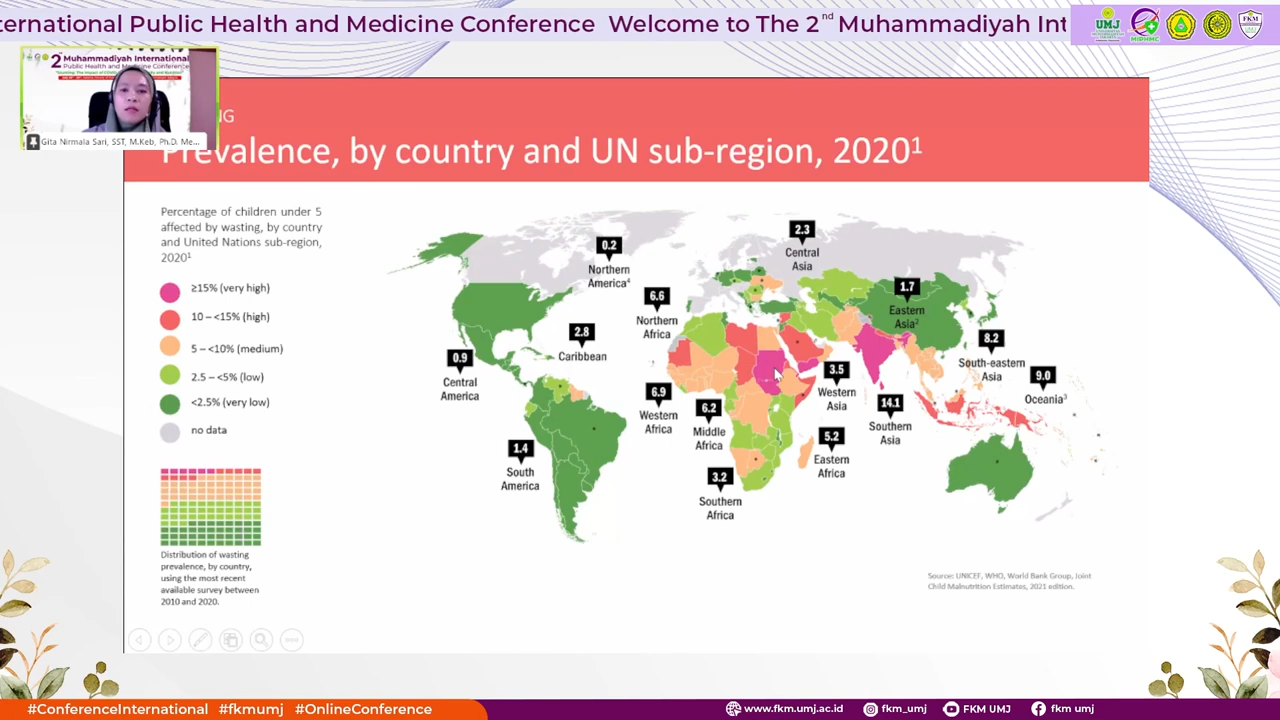 ternational Public Health and Medicine Conference Welcome to The 2nd Muhammadiyah Int
UMJ
FKM
2 Muhammadiyah International
Public Health and Medicine Conference
Gita Nirmala Sari, SST, M.Keb, Ph.D. Me...
NG
Prevalence, by country and UN sub-region, 2020¹
Percentage of children under 5
affected by wasting, by country
and United Nations sub-region,
2020¹
≥15% (very high)
10 – <15% (high)
5 – <10% (medium)
2.5 – <5% (low)
<2.5% (very low)
no data
Distribution of wasting
prevalence, by country,
using the most recent
available survey between
2010 and 2020.
0.2
Northern
America⁴
2.3
Central
Asia
6.6
Northern
Africa
1.7
Eastern
Asia²
2.8
Caribbean
0.9
Central
America
8.2
South-eastern
Asia
3.5
Western
Asia
9.0
Oceania³
6.9
Western
Africa
6.2
Middle
Africa
14.1
Southern
Asia
1.4
South
America
5.2
Eastern
Africa
3.2
Southern
Africa
Source: UNICEF, WHO, World Bank Group, Joint
Child Malnutrition Estimates, 2021 edition.
#ConferenceInternational #fkmumj #OnlineConference
www.fkm.umj.ac.id fkm_umj FKM UMJ fkm umj